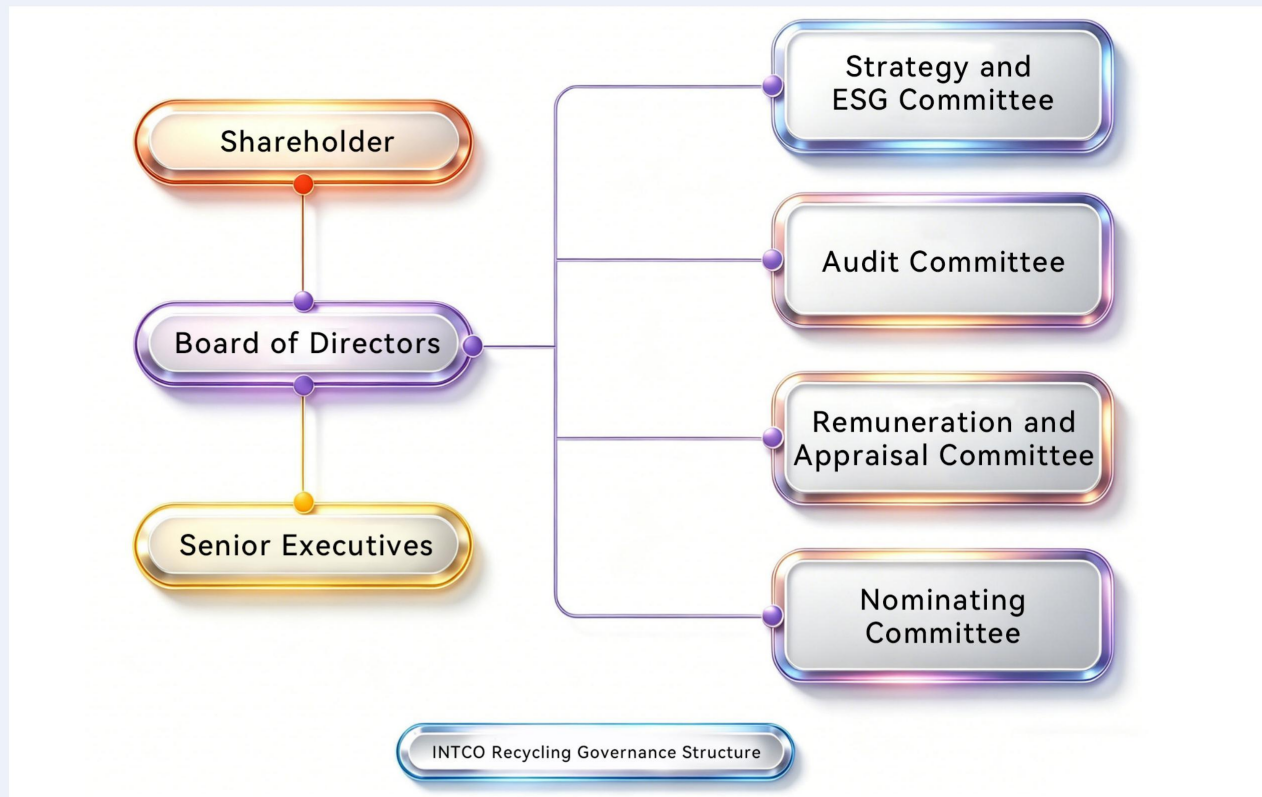 Shareholder
Board of Directors
Senior Executives
Strategy and
ESG Committee
Audit Committee
Remuneration and
Appraisal Committee
Nominating
Committee
INTCO Recycling Governance Structure